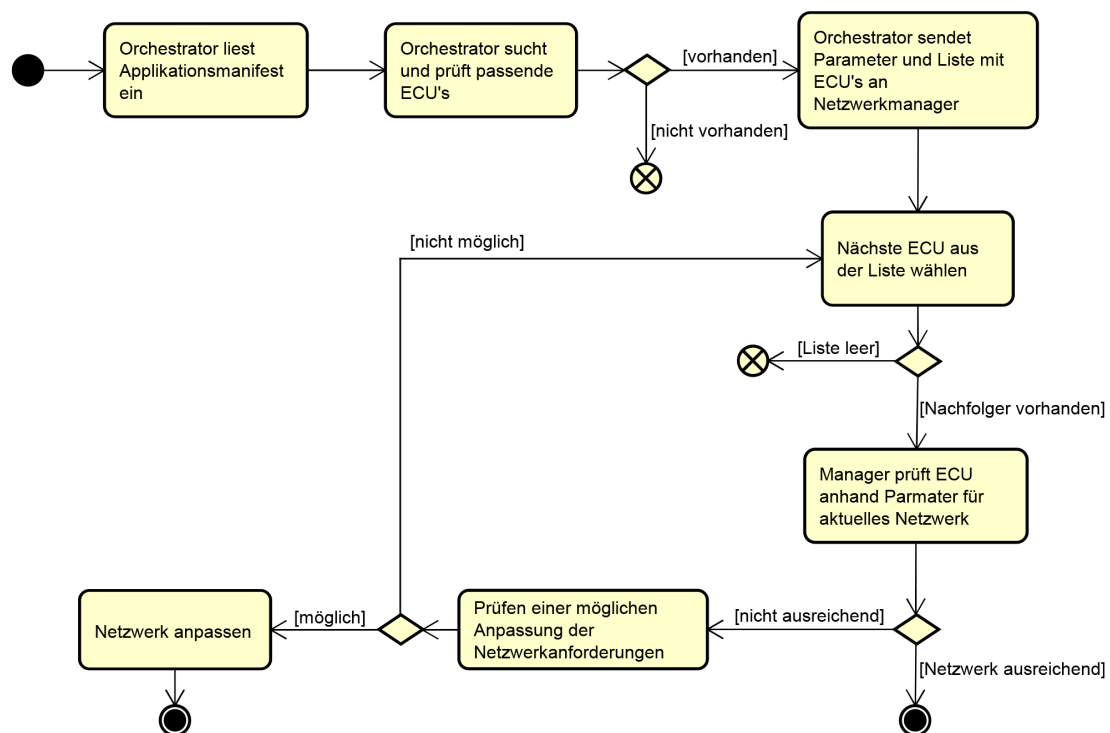 Orchestrator liest
Applikationsmanifest
ein
Orchestrator sucht
und prüft passende
ECU's
[vorhanden]
[nicht vorhanden]
Orchestrator sendet
Parameter und Liste mit
ECU's an
Netzwerkmanager
[nicht möglich]
Nächste ECU aus
der Liste wählen
[Liste leer]
[Nachfolger vorhanden]
Manager prüft ECU
anhand Parmater für
aktuelles Netzwerk
Netzwerk anpassen
[möglich]
Prüfen einer möglichen
Anpassung der
Netzwerkanforderungen
[nicht ausreichend]
[Netzwerk ausreichend]